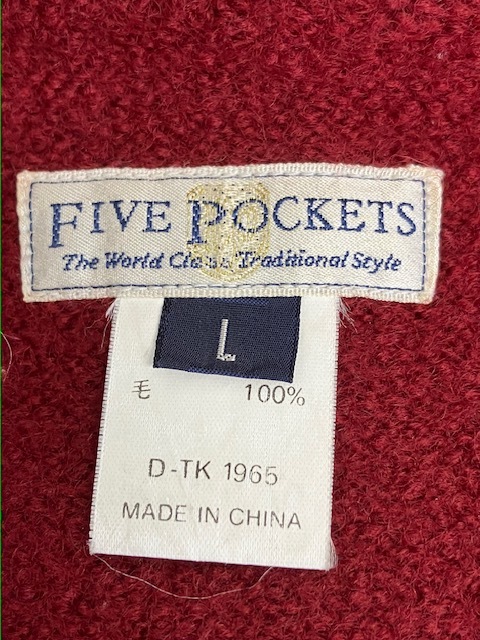 FIVE POCKETS
The World Class Traditional Style
L
毛 100%
D-TK 1965
MADE IN CHINA